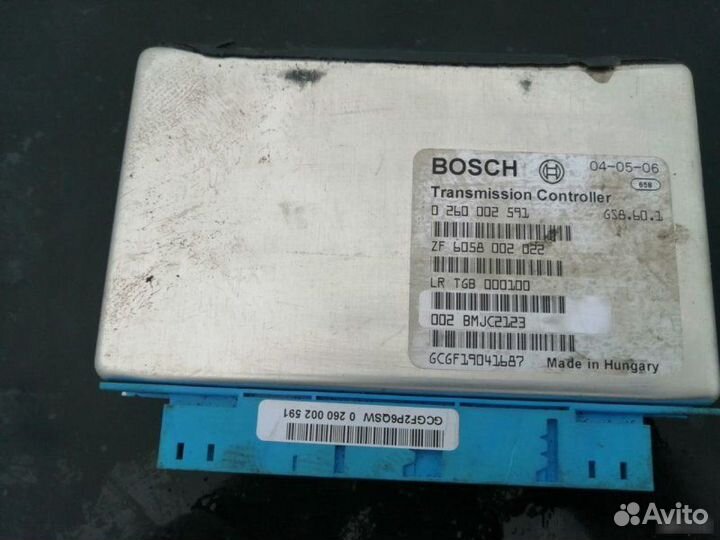 BOSCH 04-05-06
658
Transmission Controller
0 260 002 591 GS8.60.1
ZF 6058 002 022
LR TGB 000100
002 BMJC2123
GCGF19041687 Made in Hungary
GCGF2P6QSW 0 260 002 591
Avito